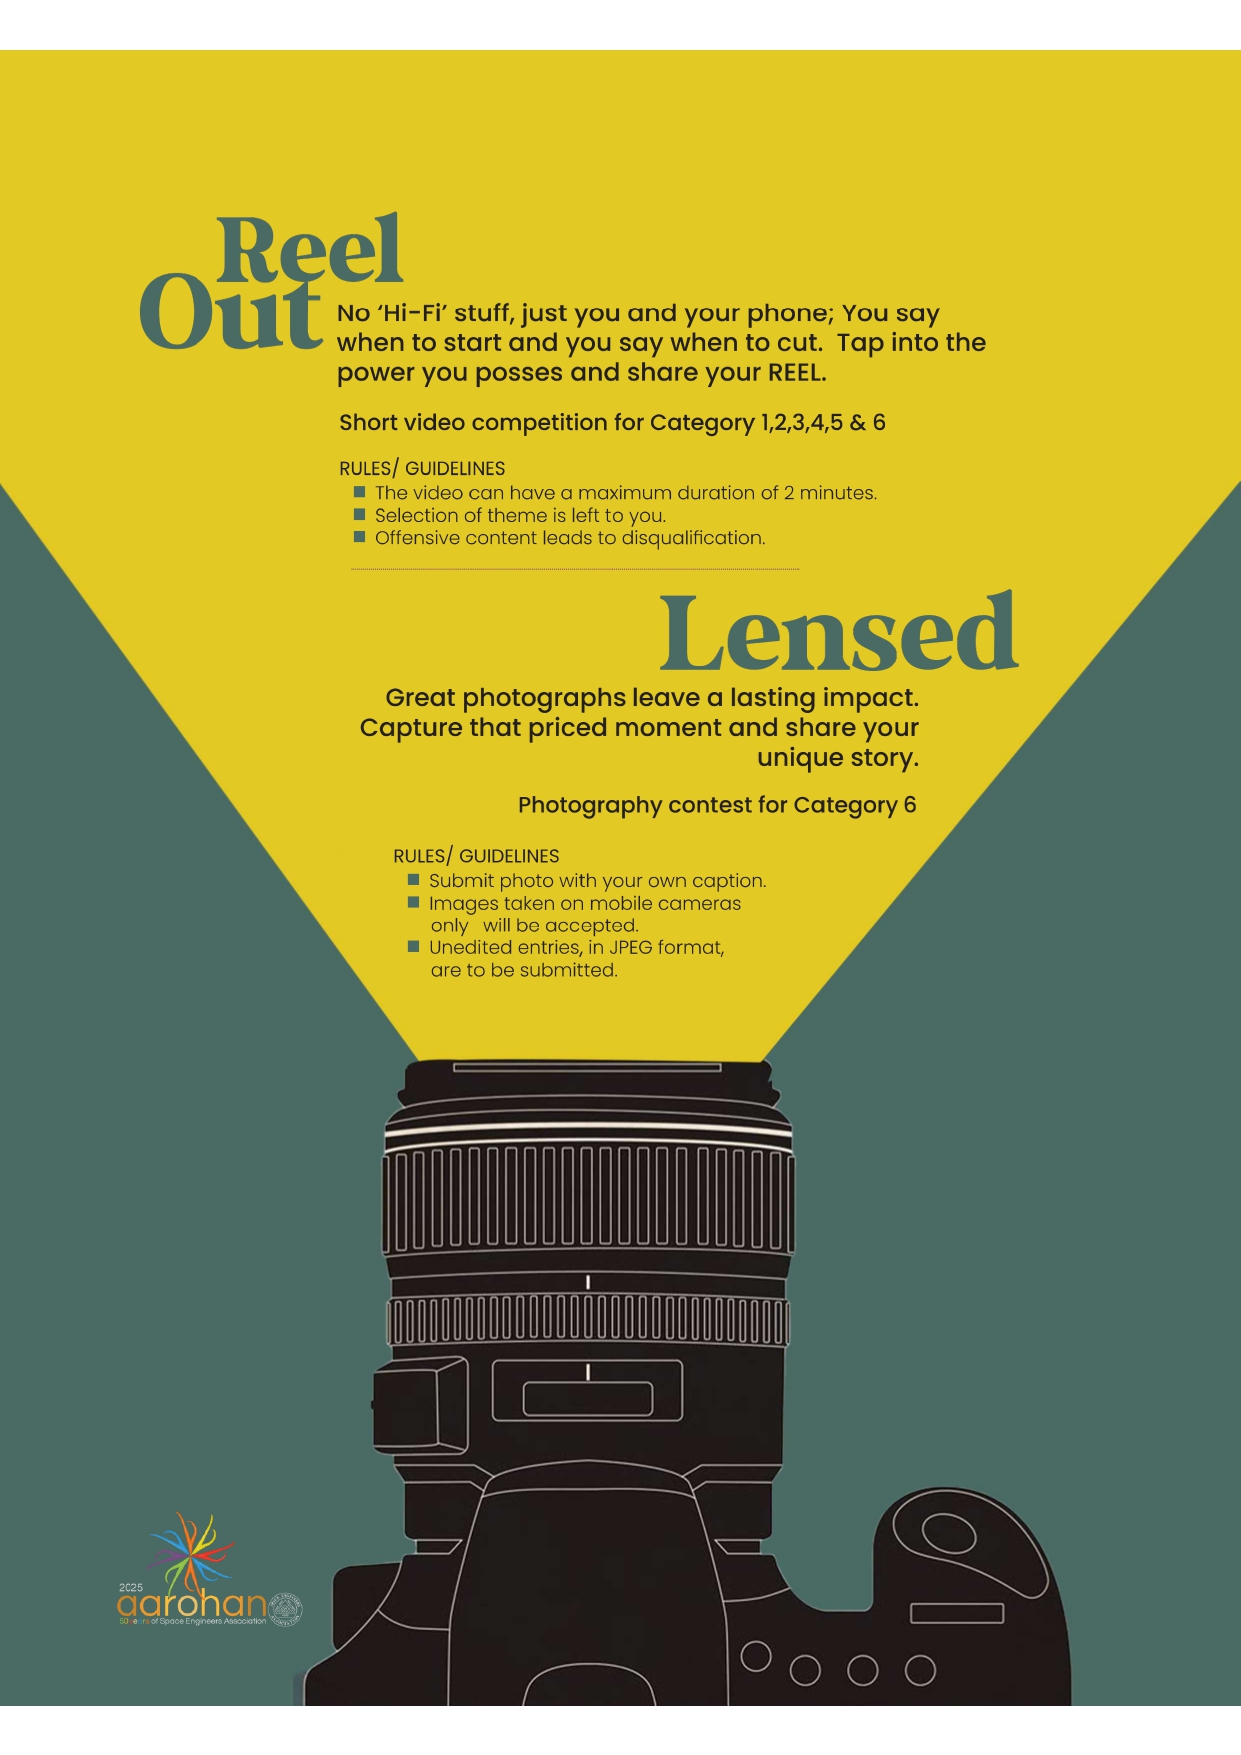 Reel
Out
No ‘Hi-Fi’ stuff, just you and your phone; You say
when to start and you say when to cut.  Tap into the
power you posses and share your REEL.
Short video competition for Category 1,2,3,4,5 & 6
RULES/ GUIDELINES
The video can have a maximum duration of 2 minutes.
Selection of theme is left to you.
Offensive content leads to disqualification.
Lensed
Great photographs leave a lasting impact.
Capture that priced moment and share your
unique story.
Photography contest for Category 6
RULES/ GUIDELINES
Submit photo with your own caption.
Images taken on mobile cameras
only   will be accepted.
Unedited entries, in JPEG format,
are to be submitted.
2025
aarohan
50 Years of Space Engineers Association